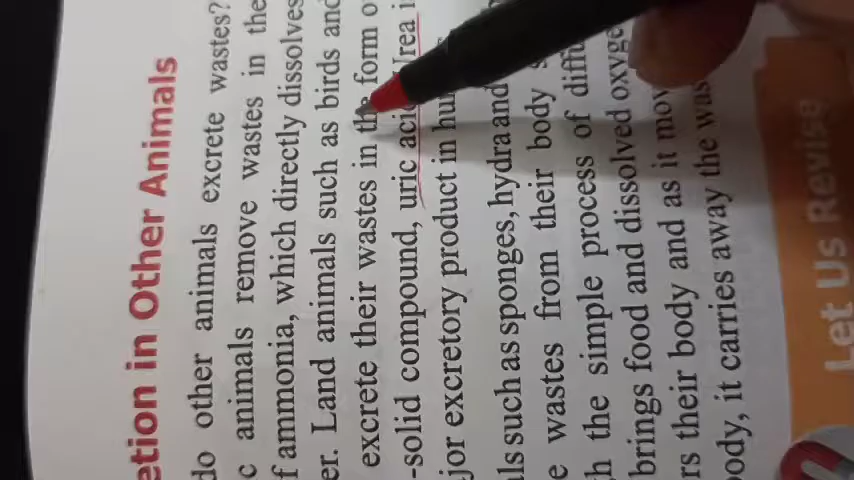 etion in Other Animals
do other animals excrete wastes?
c animals remove wastes in the
f ammonia, which directly dissolves
er. Land animals such as birds and
excrete their wastes in the form o
-solid compound, uric acid. Urea i
jor excretory product in hu
ls such as sponges, hydra and
e wastes from their body
h the simple process of diffu
brings food and dissolved oxyge
rs their body and as it mov
ody, it carries away the was
Let Us Revise